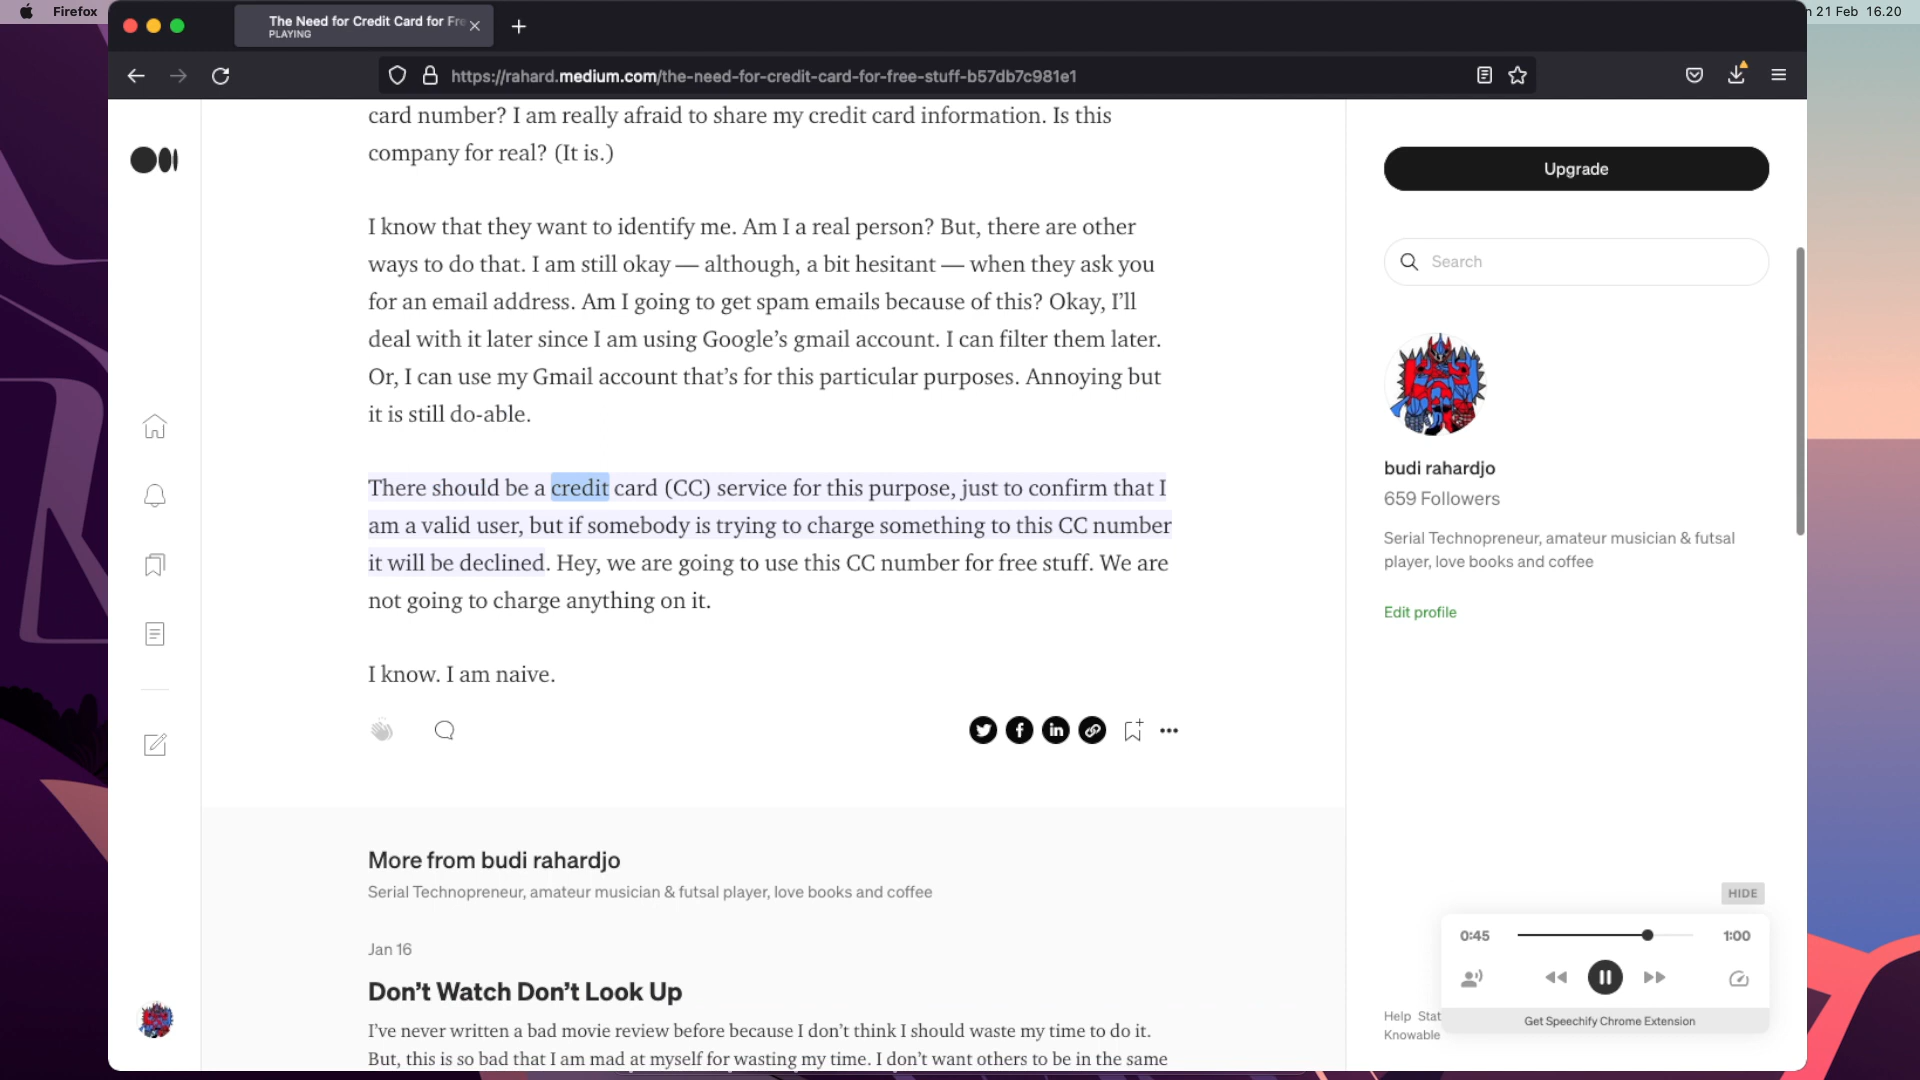 Firefox
n 21 Feb 16.20
The Need for Credit Card for Fre
PLAYING
https://rahard.medium.com/the-need-for-credit-card-for-free-stuff-b57db7c981e1
card number? I am really afraid to share my credit card information. Is this
company for real? (It is.)
I know that they want to identify me. Am I a real person? But, there are other
ways to do that. I am still okay — although, a bit hesitant — when they ask you
for an email address. Am I going to get spam emails because of this? Okay, I’ll
deal with it later since I am using Google’s gmail account. I can filter them later.
Or, I can use my Gmail account that’s for this particular purposes. Annoying but
it is still do-able.
There should be a credit card (CC) service for this purpose, just to confirm that I
am a valid user, but if somebody is trying to charge something to this CC number
it will be declined. Hey, we are going to use this CC number for free stuff. We are
not going to charge anything on it.
I know. I am naive.
More from budi rahardjo
Serial Technopreneur, amateur musician & futsal player, love books and coffee
Jan 16
Don’t Watch Don’t Look Up
I’ve never written a bad movie review before because I don’t think I should waste my time to do it.
But, this is so bad that I am mad at myself for wasting my time. I don’t want others to be in the same
Upgrade
Search
budi rahardjo
659 Followers
Serial Technopreneur, amateur musician & futsal
player, love books and coffee
Edit profile
HIDE
0:45
1:00
Get Speechify Chrome Extension
Help Stat
Knowable